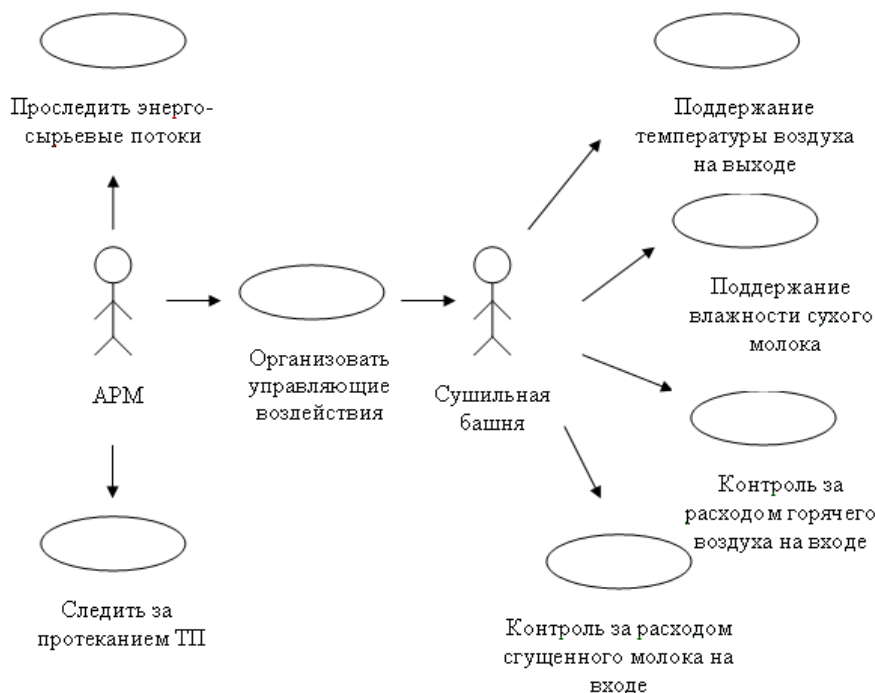 Проследить энерго-
сырьевые потоки
Поддержание
температуры воздуха
на выходе
Поддержание
влажности сухого
молока
Организовать
управляющие
воздействия
АРМ
Сушильная
башня
Контроль за
расходом горячего
воздуха на входе
Следить за
протеканием ТП
Контроль за расходом
сгущенного молока на
входе